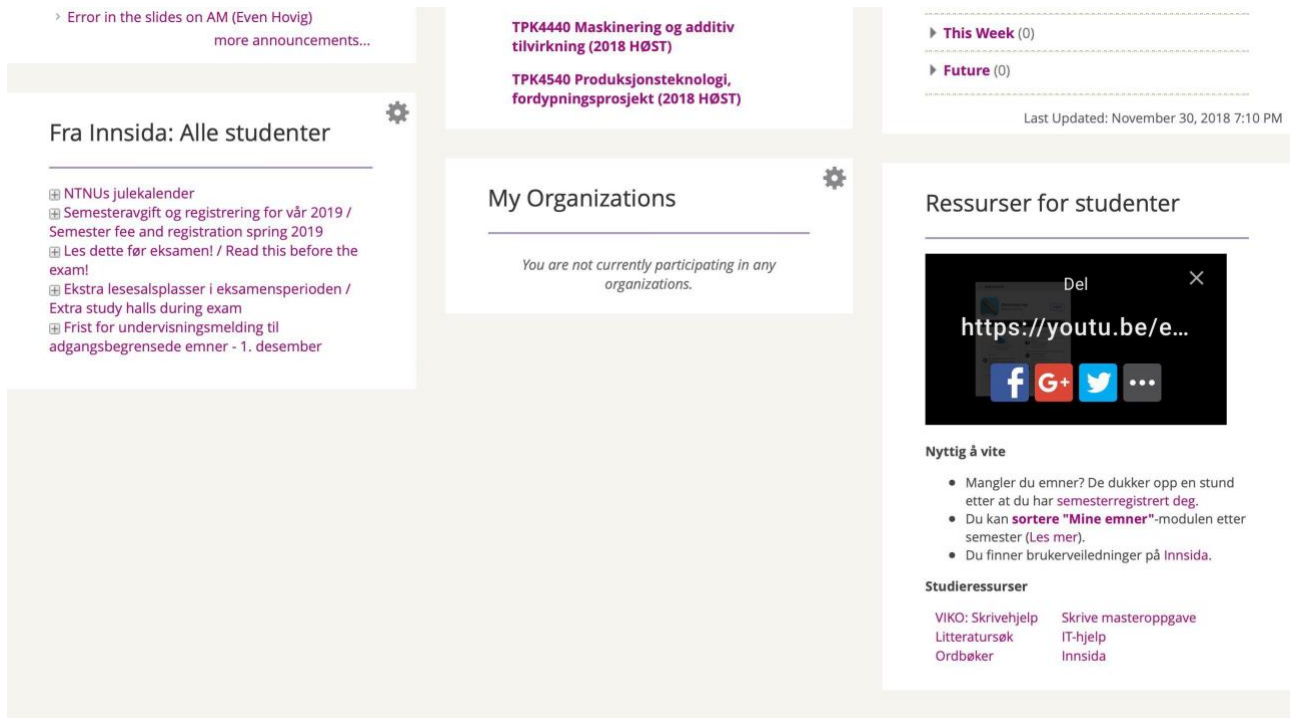 Error in the slides on AM (Even Hovig)
more announcements...
Fra Innsida: Alle studenter
NTNUs julekalender
Semesteravgift og registrering for vår 2019 /
Semester fee and registration spring 2019
Les dette før eksamen! / Read this before the
exam!
Ekstra lesesalsplasser i eksamensperioden /
Extra study halls during exam
Frist for undervisningsmelding til
adgangsbegrensede emner - 1. desember
TPK4440 Maskinering og additiv
tilvirkning (2018 HØST)
TPK4540 Produksjonsteknologi,
fordypningsprosjekt (2018 HØST)
My Organizations
You are not currently participating in any
organizations.
This Week (0)
Future (0)
Last Updated: November 30, 2018 7:10 PM
Ressurser for studenter
Del
https://youtu.be/e...
Nyttig å vite
Mangler du emner? De dukker opp en stund
etter at du har semesterregistrert deg.
Du kan sortere "Mine emner"-modulen etter
semester (Les mer).
Du finner brukerveiledninger på Innsida.
Studieressurser
VIKO: Skrivehjelp Skrive masteroppgave
Litteratursøk IT-hjelp
Ordbøker Innsida